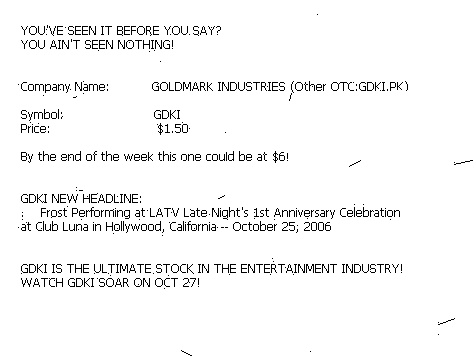 YOU'VE SEEN IT BEFORE YOU SAY?
YOU AIN'T SEEN NOTHING!
Company Name: GOLDMARK INDUSTRIES (Other OTC:GDKI.PK)
Symbol: GDKI
Price: $1.50
By the end of the week this one could be at $6!
GDKI NEW HEADLINE:
Frost Performing at LATV Late Night's 1st Anniversary Celebration
at Club Luna in Hollywood, California -- October 25, 2006
GDKI IS THE ULTIMATE STOCK IN THE ENTERTAINMENT INDUSTRY!
WATCH GDKI SOAR ON OCT 27!